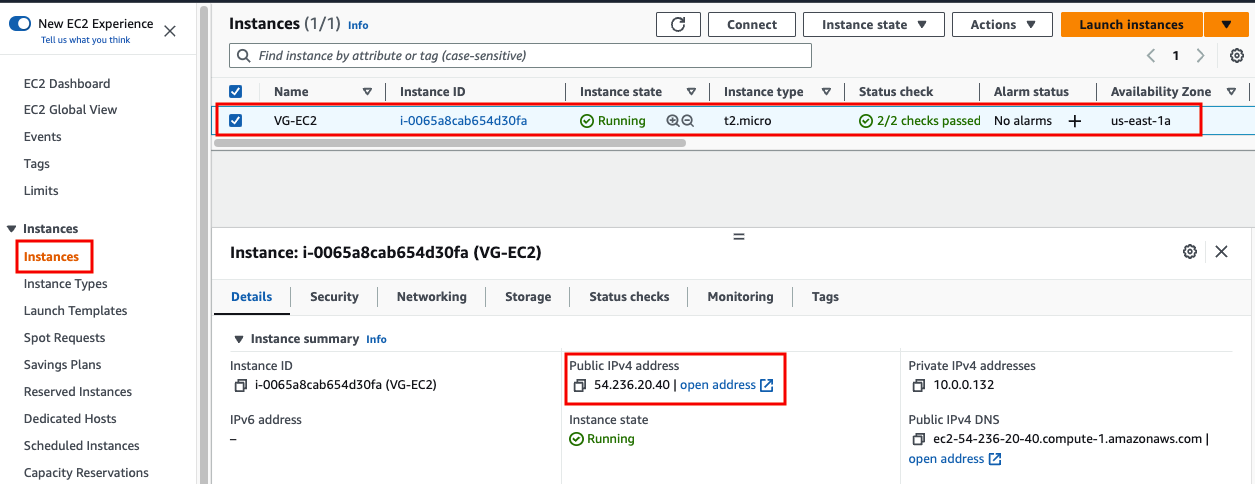 New EC2 Experience
Tell us what you think
EC2 Dashboard
EC2 Global View
Events
Tags
Limits
Instances
Instances
Instance Types
Launch Templates
Spot Requests
Savings Plans
Reserved Instances
Dedicated Hosts
Scheduled Instances
Capacity Reservations
Instances (1/1) Info
Connect
Instance state
Actions
Launch instances
Find instance by attribute or tag (case-sensitive)
1
Name Instance ID Instance state Instance type Status check Alarm status Availability Zone
VG-EC2 i-0065a8cab654d30fa Running t2.micro 2/2 checks passed No alarms + us-east-1a
Instance: i-0065a8cab654d30fa (VG-EC2)
Details Security Networking Storage Status checks Monitoring Tags
Instance summary Info
Instance ID
i-0065a8cab654d30fa (VG-EC2)
Public IPv4 address
54.236.20.40 | open address
Private IPv4 addresses
10.0.0.132
IPv6 address
–
Instance state
Running
Public IPv4 DNS
ec2-54-236-20-40.compute-1.amazonaws.com |
open address